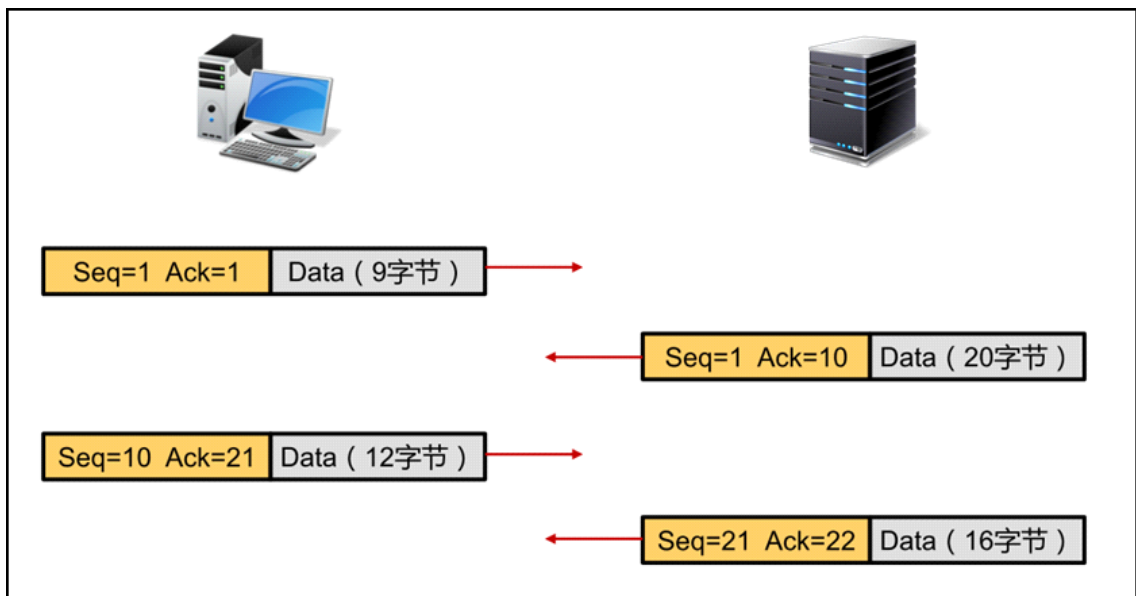 Seq=1 Ack=1 Data（9字节）
Seq=1 Ack=10 Data（20字节）
Seq=10 Ack=21 Data（12字节）
Seq=21 Ack=22 Data（16字节）